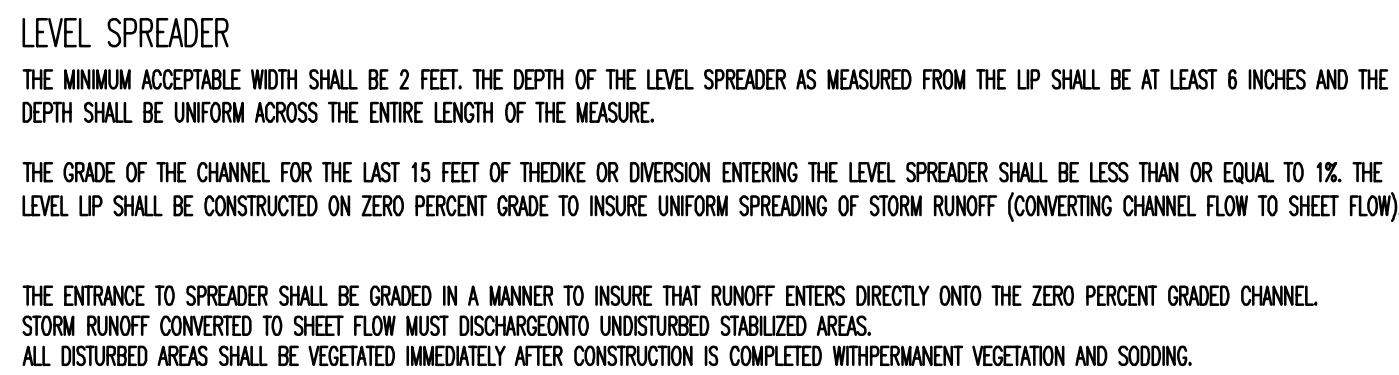 LEVEL SPREADER
THE MINIMUM ACCEPTABLE WIDTH SHALL BE 2 FEET. THE DEPTH OF THE LEVEL SPREADER AS MEASURED FROM THE LIP SHALL BE AT LEAST 6 INCHES AND THE
DEPTH SHALL BE UNIFORM ACROSS THE ENTIRE LENGTH OF THE MEASURE.
THE GRADE OF THE CHANNEL FOR THE LAST 15 FEET OF THEDIKE OR DIVERSION ENTERING THE LEVEL SPREADER SHALL BE LESS THAN OR EQUAL TO 1%. THE
LEVEL LIP SHALL BE CONSTRUCTED ON ZERO PERCENT GRADE TO INSURE UNIFORM SPREADING OF STORM RUNOFF (CONVERTING CHANNEL FLOW TO SHEET FLOW)
THE ENTRANCE TO SPREADER SHALL BE GRADED IN A MANNER TO INSURE THAT RUNOFF ENTERS DIRECTLY ONTO THE ZERO PERCENT GRADED CHANNEL.
STORM RUNOFF CONVERTED TO SHEET FLOW MUST DISCHARGEONTO UNDISTURBED STABILIZED AREAS.
ALL DISTURBED AREAS SHALL BE VEGETATED IMMEDIATELY AFTER CONSTRUCTION IS COMPLETED WITHPERMANENT VEGETATION AND SODDING.